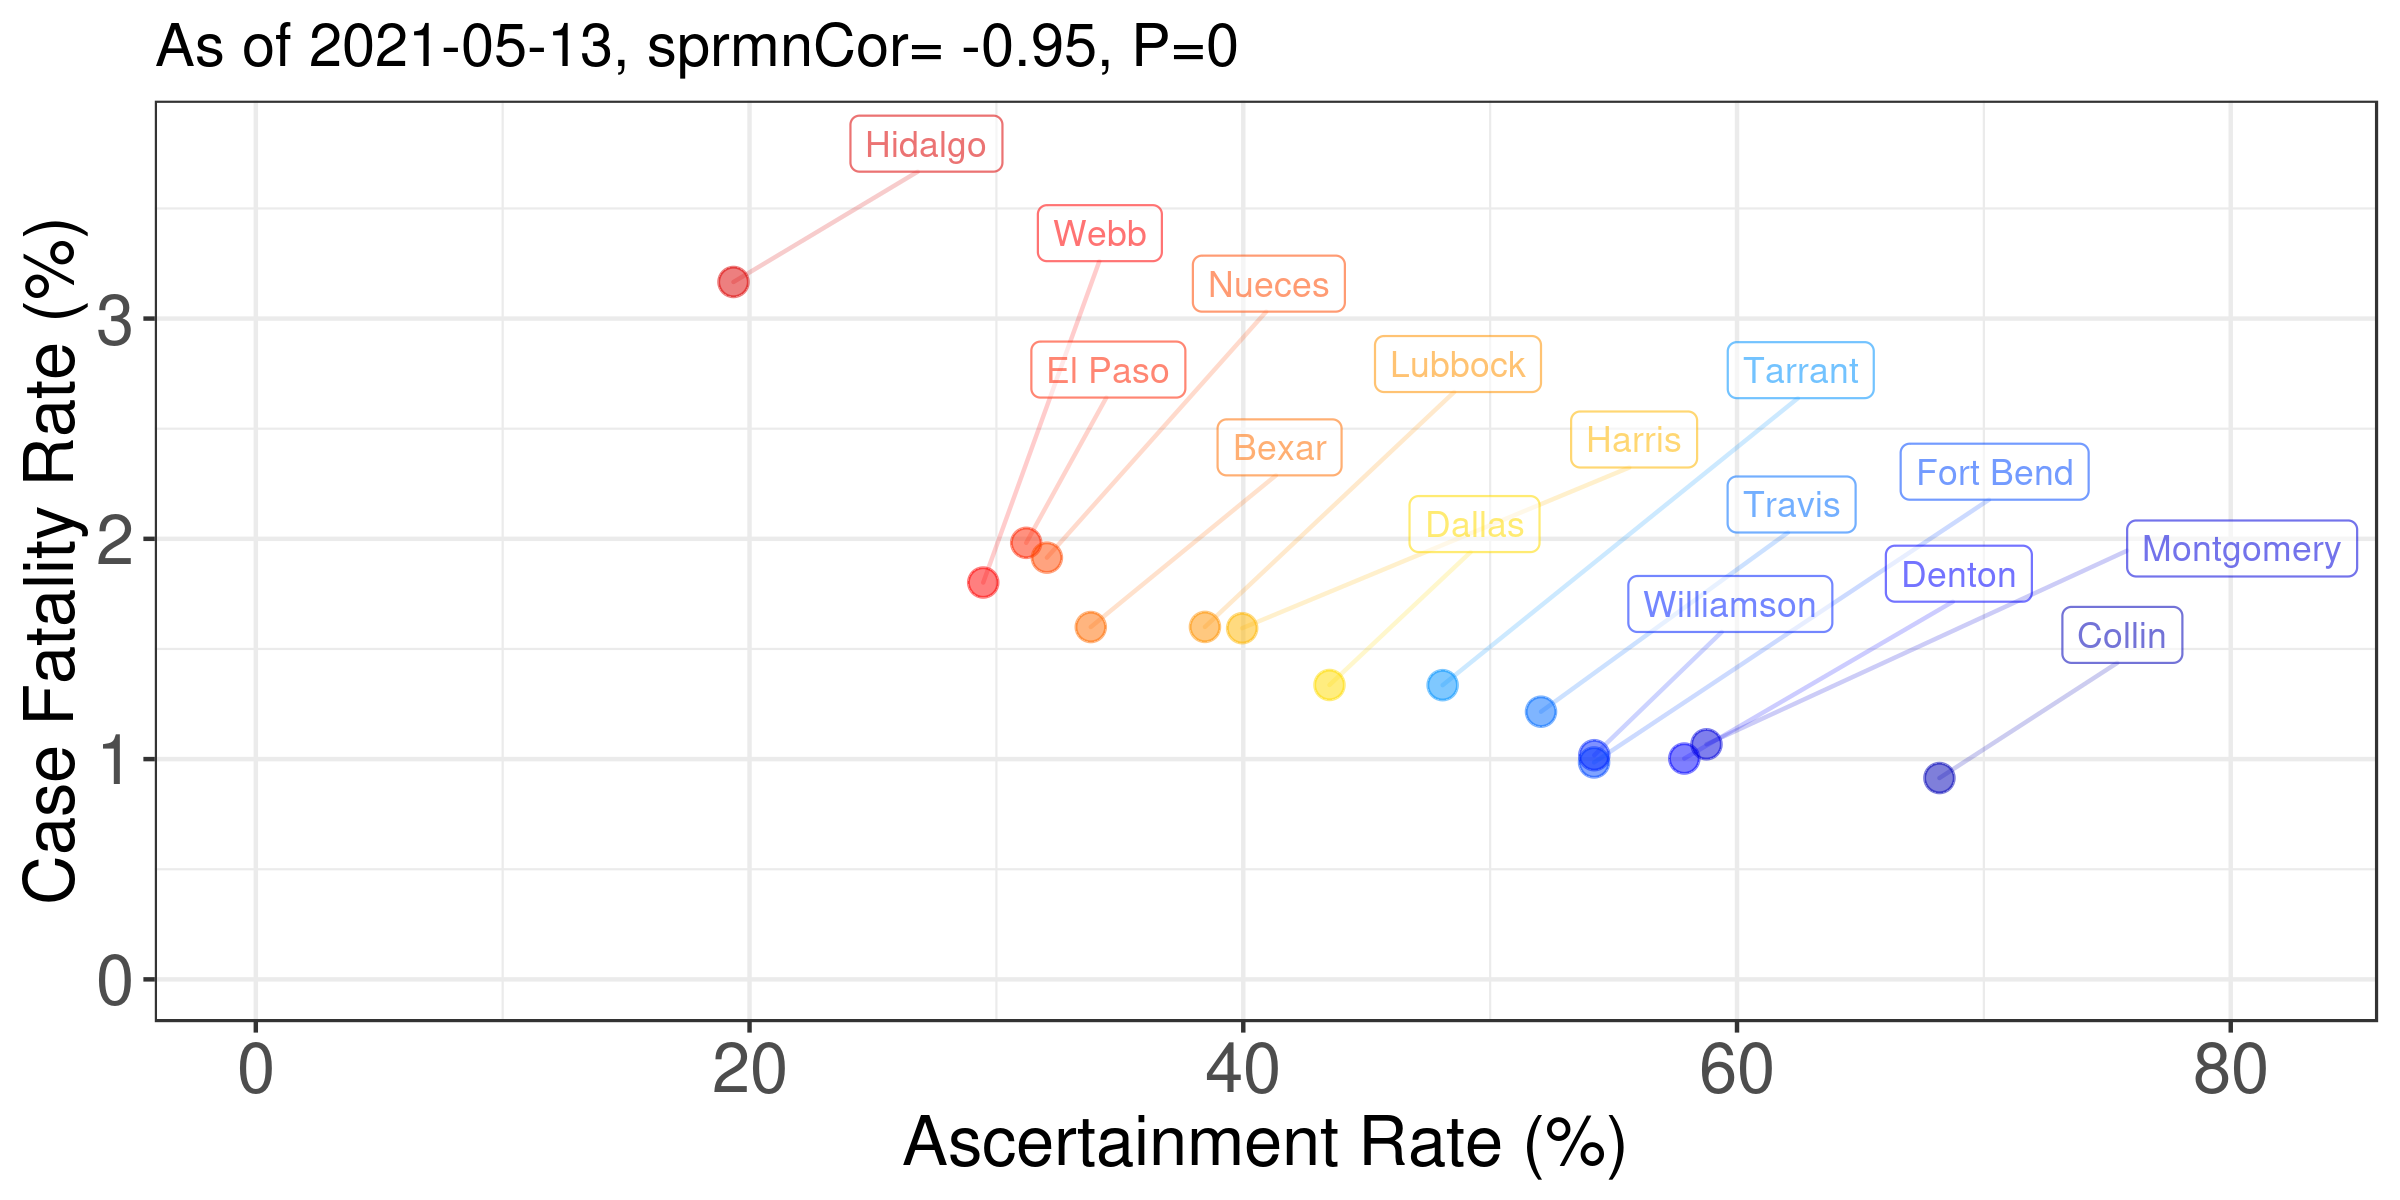 As of 2021-05-13, sprmnCor= -0.95, P=0
Case Fatality Rate (%)
3
2
1
0
Hidalgo
Webb
Nueces
El Paso
Lubbock
Tarrant
Bexar
Harris
Fort Bend
Travis
Dallas
Montgomery
Denton
Williamson
Collin
0 20 40 60 80
Ascertainment Rate (%)